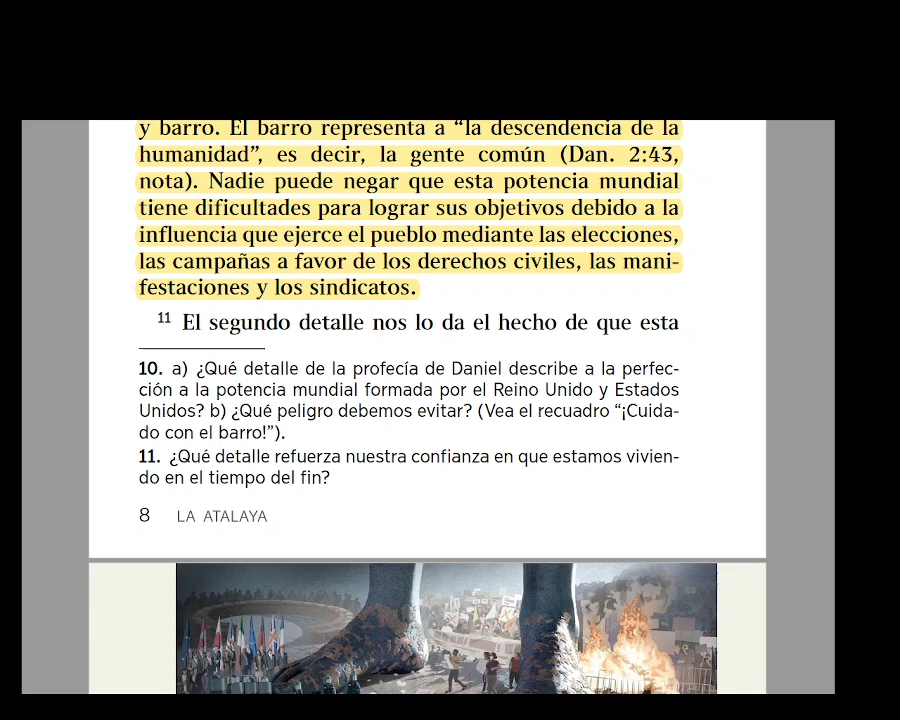 y barro. El barro representa a “la descendencia de la
humanidad”, es decir, la gente común (Dan. 2:43,
nota). Nadie puede negar que esta potencia mundial
tiene dificultades para lograr sus objetivos debido a la
influencia que ejerce el pueblo mediante las elecciones,
las campañas a favor de los derechos civiles, las mani-
festaciones y los sindicatos.
11 El segundo detalle nos lo da el hecho de que esta
10. a) ¿Qué detalle de la profecía de Daniel describe a la perfec-
ción a la potencia mundial formada por el Reino Unido y Estados
Unidos? b) ¿Qué peligro debemos evitar? (Vea el recuadro “¡Cuida-
do con el barro!”).
11. ¿Qué detalle refuerza nuestra confianza en que estamos vivien-
do en el tiempo del fin?
8 LA ATALAYA